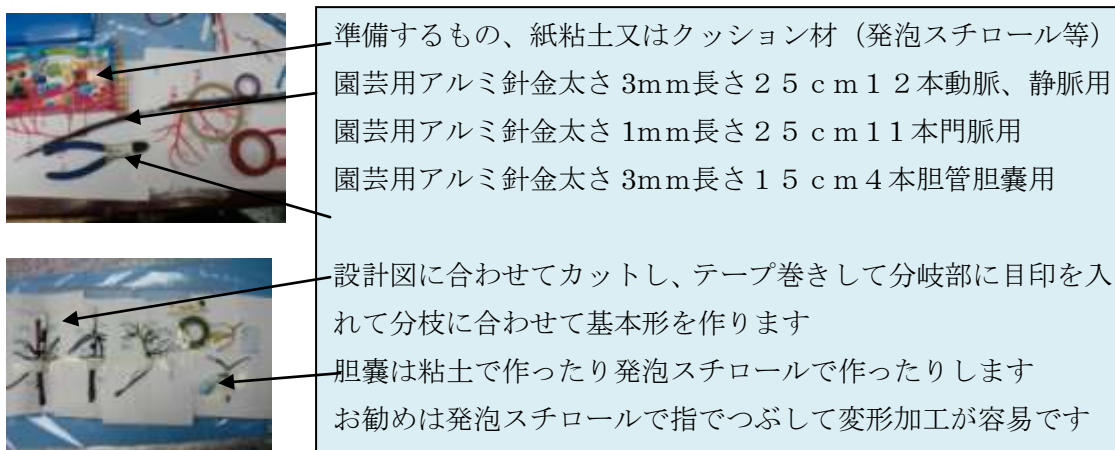 準備するもの、紙粘土又はクッション材（発泡スチロール等）
園芸用アルミ針金太さ 3mm長さ２５ｃｍ１２本動脈、静脈用
園芸用アルミ針金太さ 1mm長さ２５ｃｍ１１本門脈用
園芸用アルミ針金太さ 3mm長さ１５ｃｍ４本胆管胆嚢用
設計図に合わせてカットし、テープ巻きして分岐部に目印を入
れて分枝に合わせて基本形を作ります
胆嚢は粘土で作ったり発泡スチロールで作ったりします
お勧めは発泡スチロールで指でつぶして変形加工が容易です